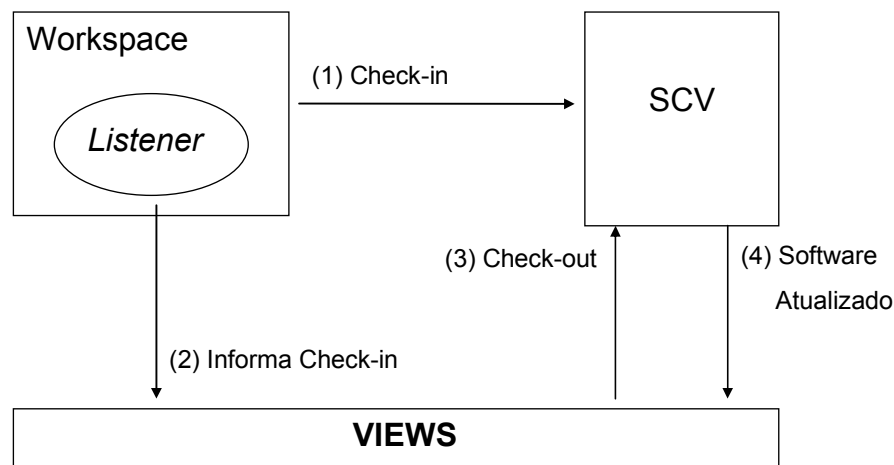 Workspace
Listener
(1) Check-in
SCV
(2) Informa Check-in
(3) Check-out
(4) Software
Atualizado
VIEWS